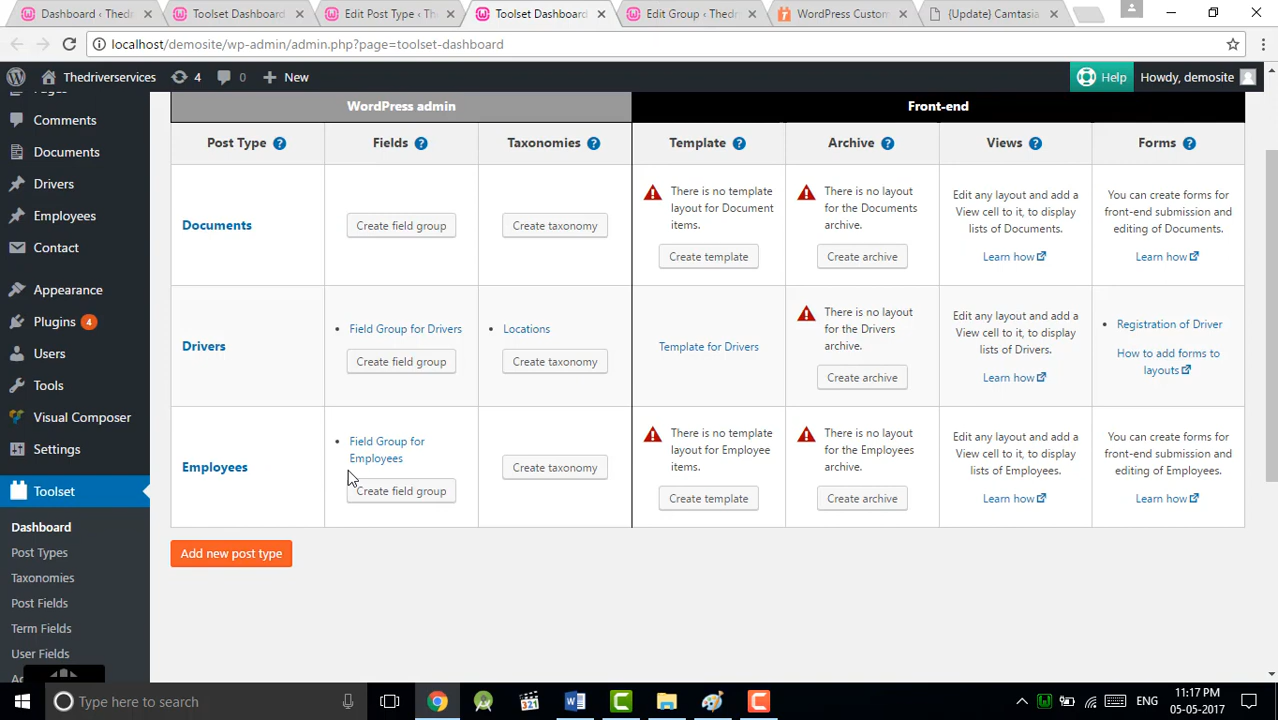 Dashboard ‹ Thedr
Toolset Dashboard
Edit Post Type ‹ The
Toolset Dashboard
Edit Group ‹ Thedr
WordPress Custom
{Update} Camtasia
localhost/demosite/wp-admin/admin.php?page=toolset-dashboard
Thedriverservices 4 0 New Help Howdy, demosite
Pages
Comments
Documents
Drivers
Employees
Contact
Appearance
Plugins 4
Users
Tools
Visual Composer
Settings
Toolset
Dashboard
Post Types
Taxonomies
Post Fields
Term Fields
User Fields
WordPress admin Front-end
Post Type ? Fields ? Taxonomies ? Template ? Archive ? Views ? Forms ?
Documents
Create field group
Create taxonomy
There is no template
layout for Document
items.
Create template
There is no layout
for the Documents
archive.
Create archive
Edit any layout and add a
View cell to it, to display
lists of Documents.
Learn how
You can create forms for
front-end submission and
editing of Documents.
Learn how
Drivers
• Field Group for Drivers
Create field group
• Locations
Create taxonomy
Template for Drivers
There is no layout
for the Drivers
archive.
Create archive
Edit any layout and add a
View cell to it, to display
lists of Drivers.
Learn how
• Registration of Driver
How to add forms to
layouts
Employees
• Field Group for
Employees
Create field group
Create taxonomy
There is no template
layout for Employee
items.
Create template
There is no layout
for the Employees
archive.
Create archive
Edit any layout and add a
View cell to it, to display
lists of Employees.
Learn how
You can create forms for
front-end submission and
editing of Employees.
Learn how
Add new post type
Type here to search
321
ENG
11:17 PM
05-05-2017